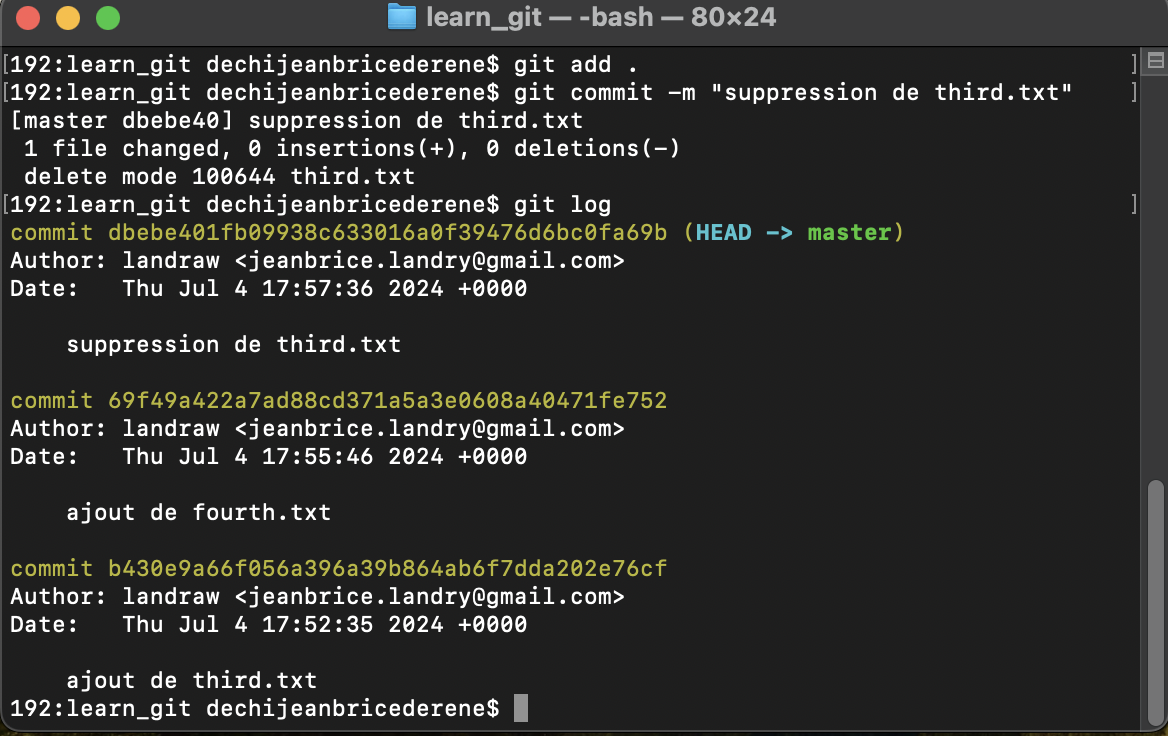 learn_git — -bash — 80×24
[192:learn_git dechijeanbricederene$ git add . ]
[192:learn_git dechijeanbricederene$ git commit -m "suppression de third.txt" ]
[master dbebe40] suppression de third.txt
 1 file changed, 0 insertions(+), 0 deletions(-)
 delete mode 100644 third.txt
[192:learn_git dechijeanbricederene$ git log ]
commit dbebe401fb09938c633016a0f39476d6bc0fa69b (HEAD -> master)
Author: landraw <jeanbrice.landry@gmail.com>
Date:   Thu Jul 4 17:57:36 2024 +0000

    suppression de third.txt

commit 69f49a422a7ad88cd371a5a3e0608a40471fe752
Author: landraw <jeanbrice.landry@gmail.com>
Date:   Thu Jul 4 17:55:46 2024 +0000

    ajout de fourth.txt

commit b430e9a66f056a396a39b864ab6f7dda202e76cf
Author: landraw <jeanbrice.landry@gmail.com>
Date:   Thu Jul 4 17:52:35 2024 +0000

    ajout de third.txt
192:learn_git dechijeanbricederene$